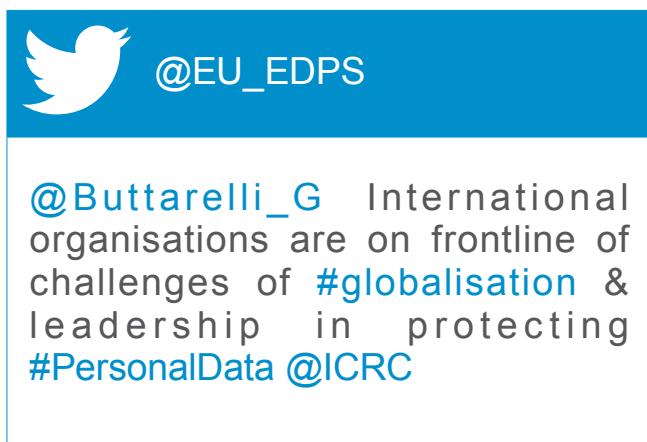 @EU_EDPS
@Buttarelli_G International
organisations are on frontline of
challenges of #globalisation &
leadership in protecting
#PersonalData @ICRC